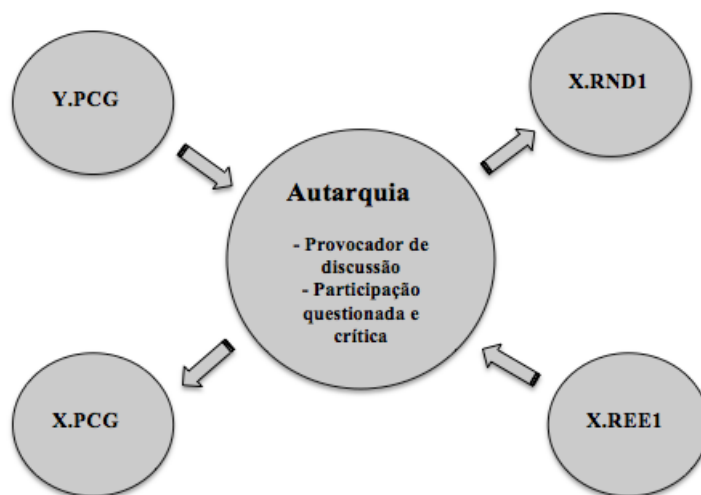 Y.PCG
X.RND1
Autarquia
- Provocador de
discussão
- Participação
questionada e
crítica
X.PCG
X.REE1